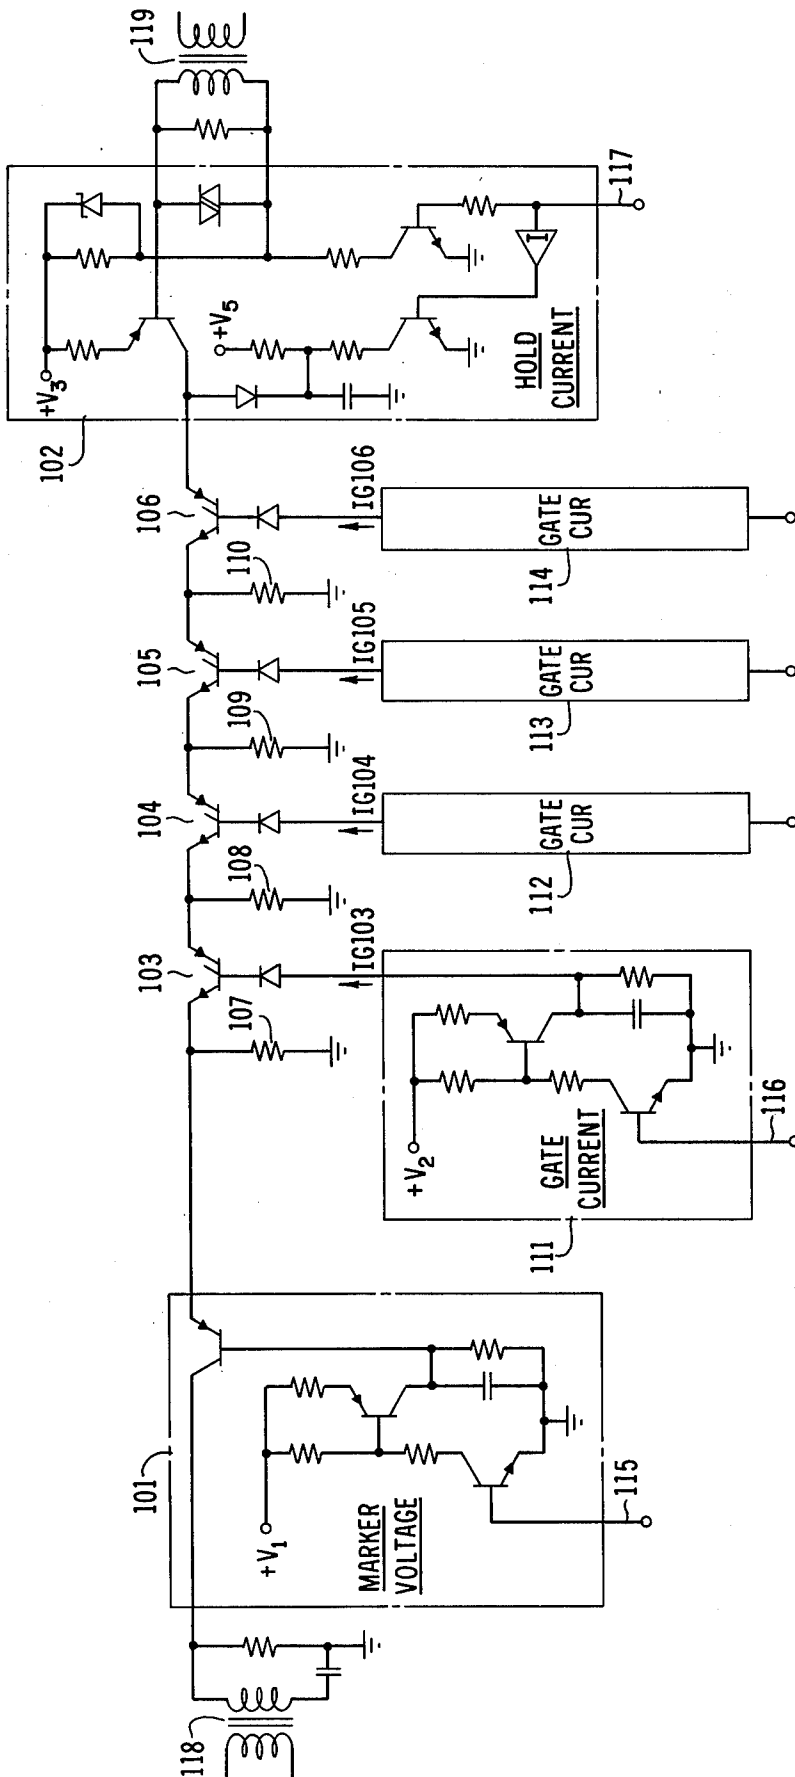 118
101
+V1
MARKER
VOLTAGE
115
107
103
IG103
+V2
GATE
CURRENT
111
116
108
104
IG104
GATE
CUR
112
109
105
IG105
GATE
CUR
113
110
106
IG106
GATE
CUR
114
102
+V3
+V5
I
HOLD
CURRENT
117
119